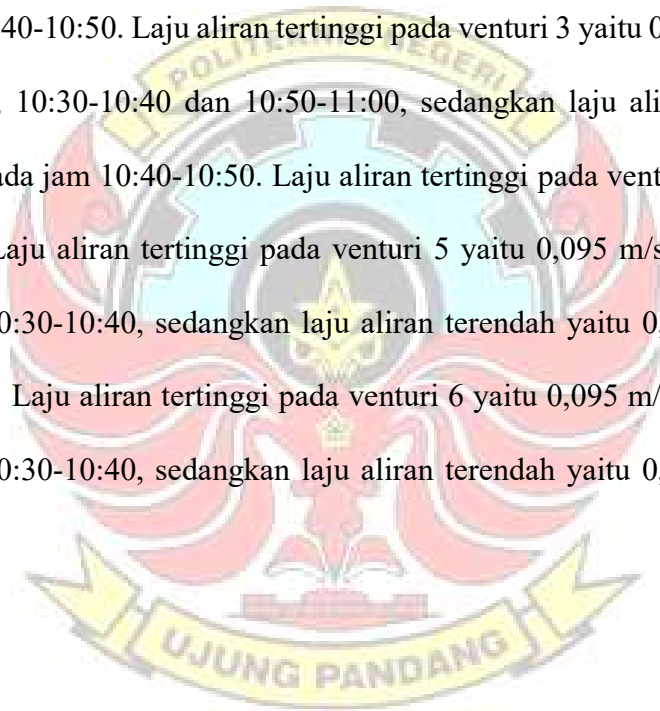 40-10:50. Laju aliran tertinggi pada venturi 3 yaitu 0
POLITEKNIK NEGERI
10:30-10:40 dan 10:50-11:00, sedangkan laju ali
ada jam 10:40-10:50. Laju aliran tertinggi pada vent
Laju aliran tertinggi pada venturi 5 yaitu 0,095 m/s
0:30-10:40, sedangkan laju aliran terendah yaitu 0,
Laju aliran tertinggi pada venturi 6 yaitu 0,095 m/
0:30-10:40, sedangkan laju aliran terendah yaitu 0,
UJUNG PANDANG